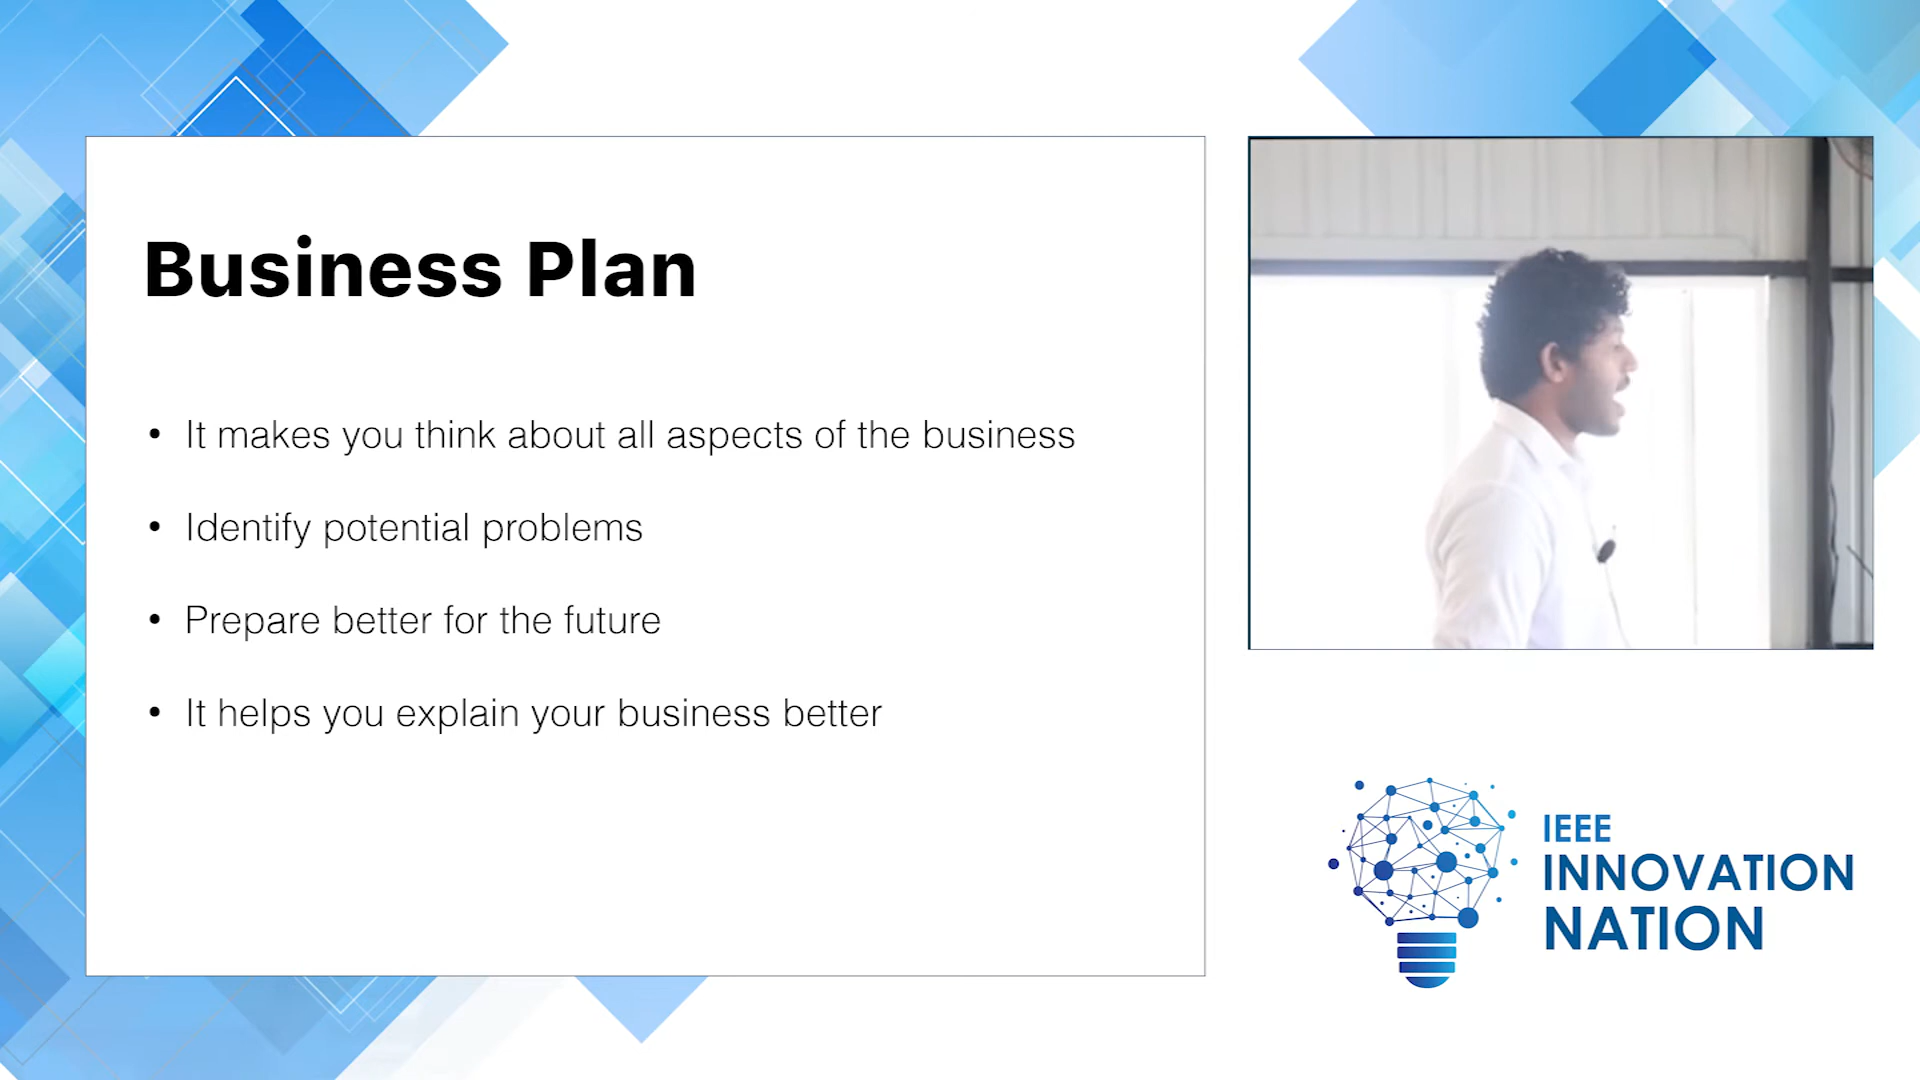 Business Plan
• It makes you think about all aspects of the business
• Identify potential problems
• Prepare better for the future
• It helps you explain your business better
IEEE
INNOVATION
NATION